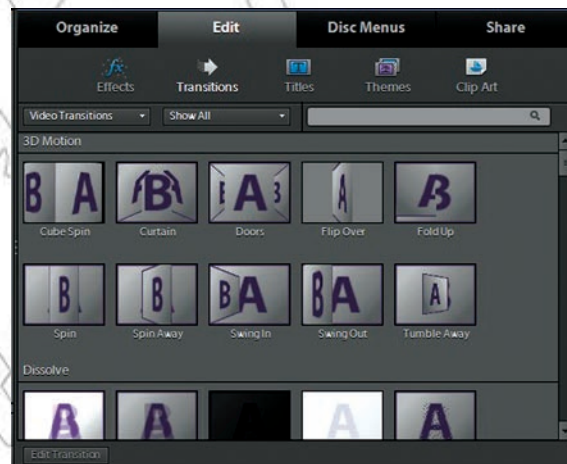 Organize Edit Disc Menus Share
fx
Effects Transitions Titles Themes Clip Art
Video Transitions Show All
3D Motion
B A B A B A B A B
Cube Spin Curtain Doors Flip Over Fold Up
B B B A B A A
Spin Spin Away Swing In Swing Out Tumble Away
Dissolve
Edit Transition